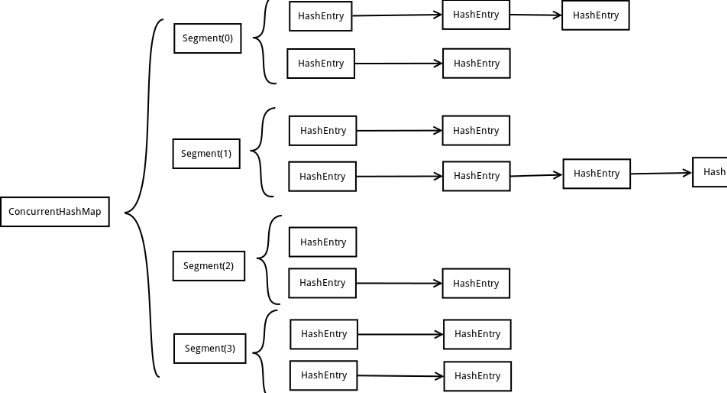 HashEntry HashEntry HashEntry
Segment(0)
HashEntry HashEntry
HashEntry HashEntry
Segment(1)
HashEntry HashEntry HashEntry Hash
ConcurrentHashMap
HashEntry
Segment(2)
HashEntry HashEntry
HashEntry HashEntry
Segment(3)
HashEntry HashEntry